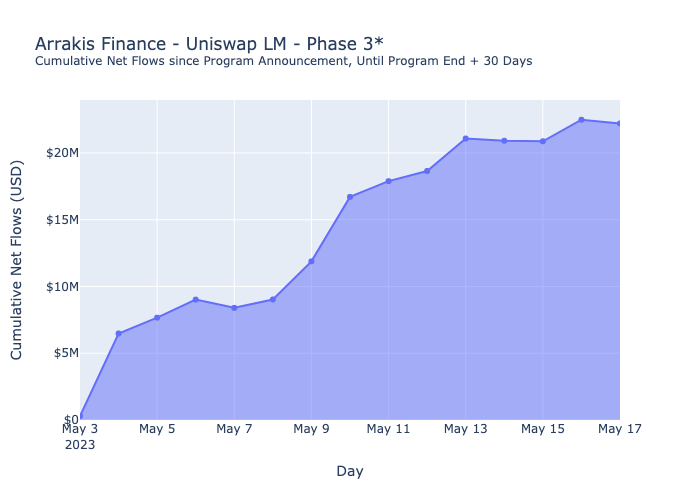 Arrakis Finance - Uniswap LM - Phase 3*
Cumulative Net Flows since Program Announcement, Until Program End + 30 Days
Cumulative Net Flows (USD)
$20M
$15M
$10M
$5M
$0
May 3 May 5 May 7 May 9 May 11 May 13 May 15 May 17
2023
Day